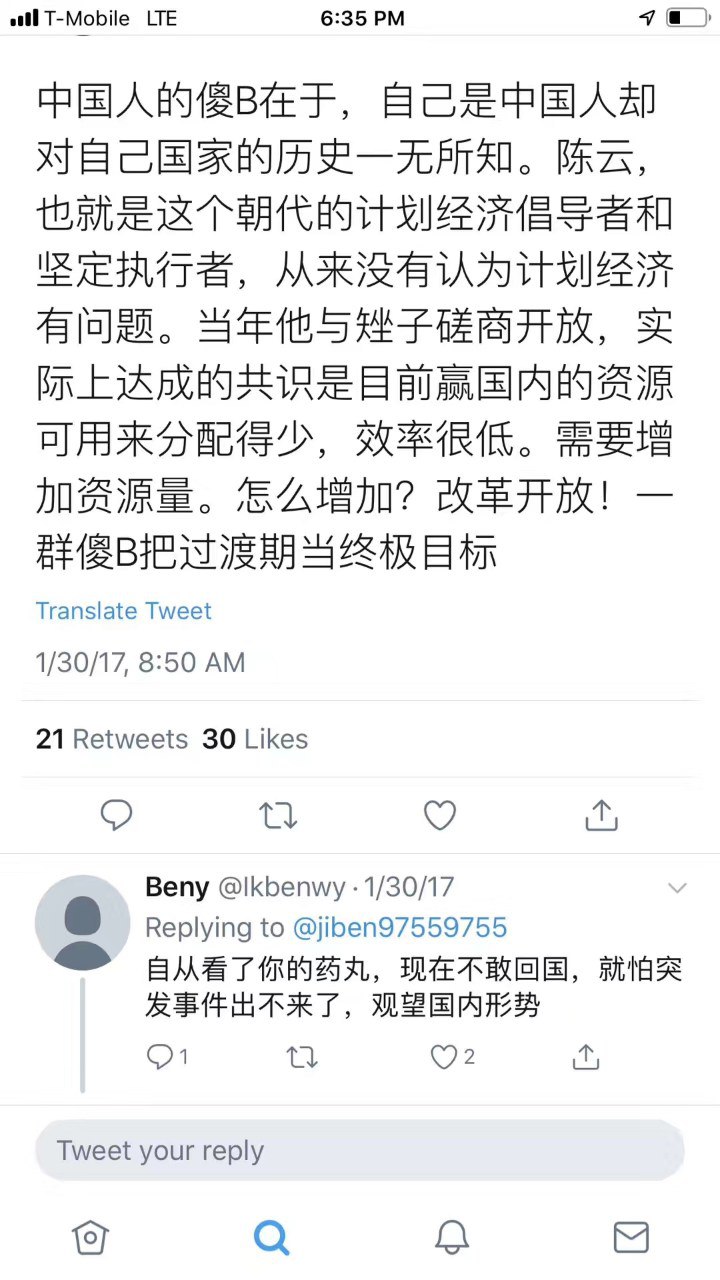 T-Mobile LTE 6:35 PM
中国人的傻B在于，自己是中国人却
对自己国家的历史一无所知。陈云，
也就是这个朝代的计划经济倡导者和
坚定执行者，从来没有认为计划经济
有问题。当年他与矬子磋商开放，实
际上达成的共识是目前赢国内的资源
可用来分配得少，效率很低。需要增
加资源量。怎么增加？改革开放！一
群傻B把过渡期当终极目标
Translate Tweet
1/30/17, 8:50 AM
21 Retweets 30 Likes
Beny @lkbenwy · 1/30/17
Replying to @jiben97559755
自从看了你的药丸，现在不敢回国，就怕突
发事件出不来了，观望国内形势
1 2
Tweet your reply